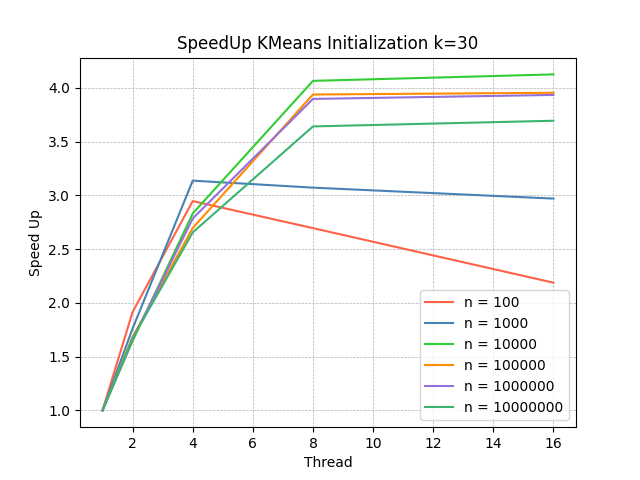 SpeedUp KMeans Initialization k=30
Speed Up
4.0
3.5
3.0
2.5
2.0
1.5
1.0
n = 100
n = 1000
n = 10000
n = 100000
n = 1000000
n = 10000000
2 4 6 8 10 12 14 16
Thread